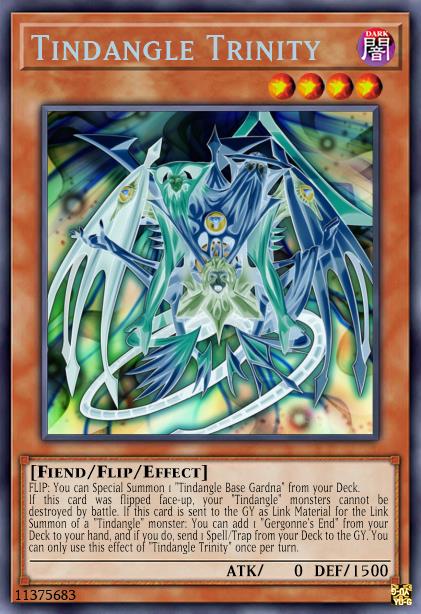 TINDANGLE TRINITY
DARK
闇
[FIEND/FLIP/EFFECT]
FLIP: You can Special Summon 1 "Tindangle Base Gardna" from your Deck.
If this card was flipped face-up, your "Tindangle" monsters cannot be
destroyed by battle. If this card is sent to the GY as Link Material for the Link
Summon of a "Tindangle" monster: You can add 1 "Gergonne's End" from your
Deck to your hand, and if you do, send 1 Spell/Trap from your Deck to the GY. You
can only use this effect of "Tindangle Trinity" once per turn.
ATK/ 0 DEF/1500
11375683